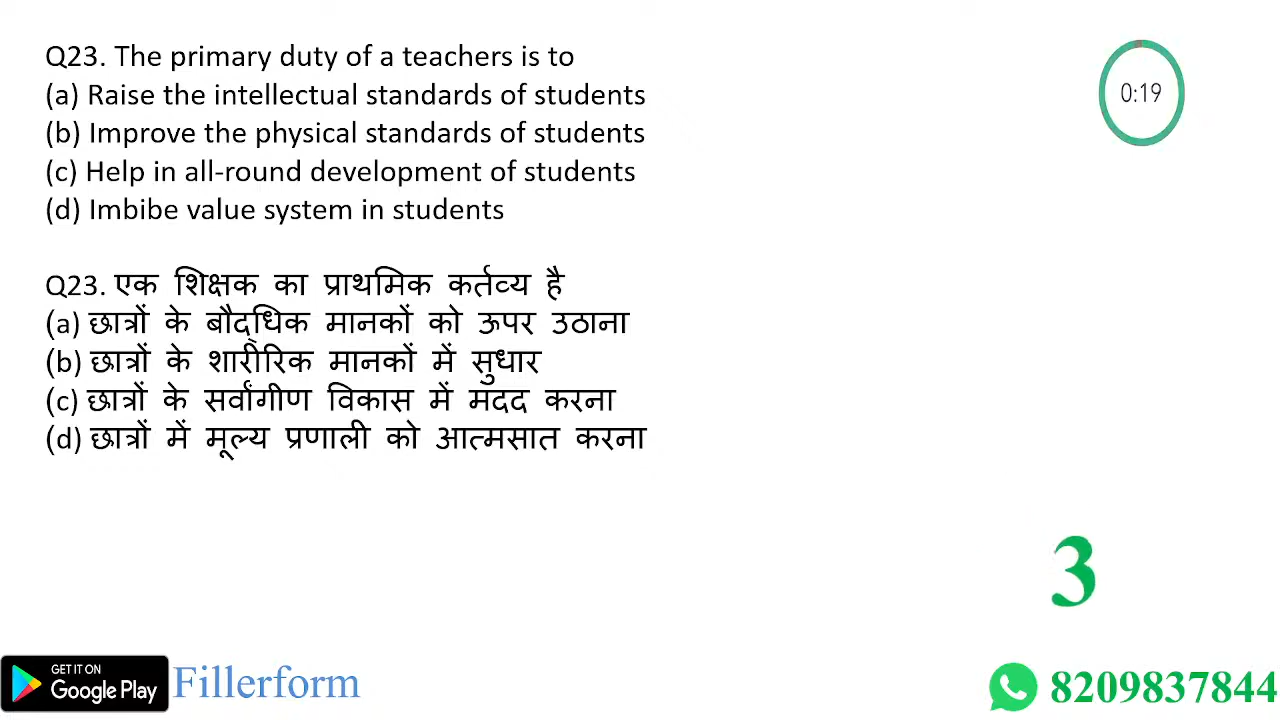 Q23. The primary duty of a teachers is to
0:19
(a) Raise the intellectual standards of students
(b) Improve the physical standards of students
(c) Help in all-round development of students
(d) Imbibe value system in students
Q23. एक शिक्षक का प्राथमिक कर्तव्य है
(a) छात्रों के बौद्धिक मानकों को ऊपर उठाना
(b) छात्रों के शारीरिक मानकों में सुधार
(c) छात्रों के सर्वांगीण विकास में मदद करना
(d) छात्रों में मूल्य प्रणाली को आत्मसात करना
3
GET IT ON
Google Play
Fillerform
8209837844